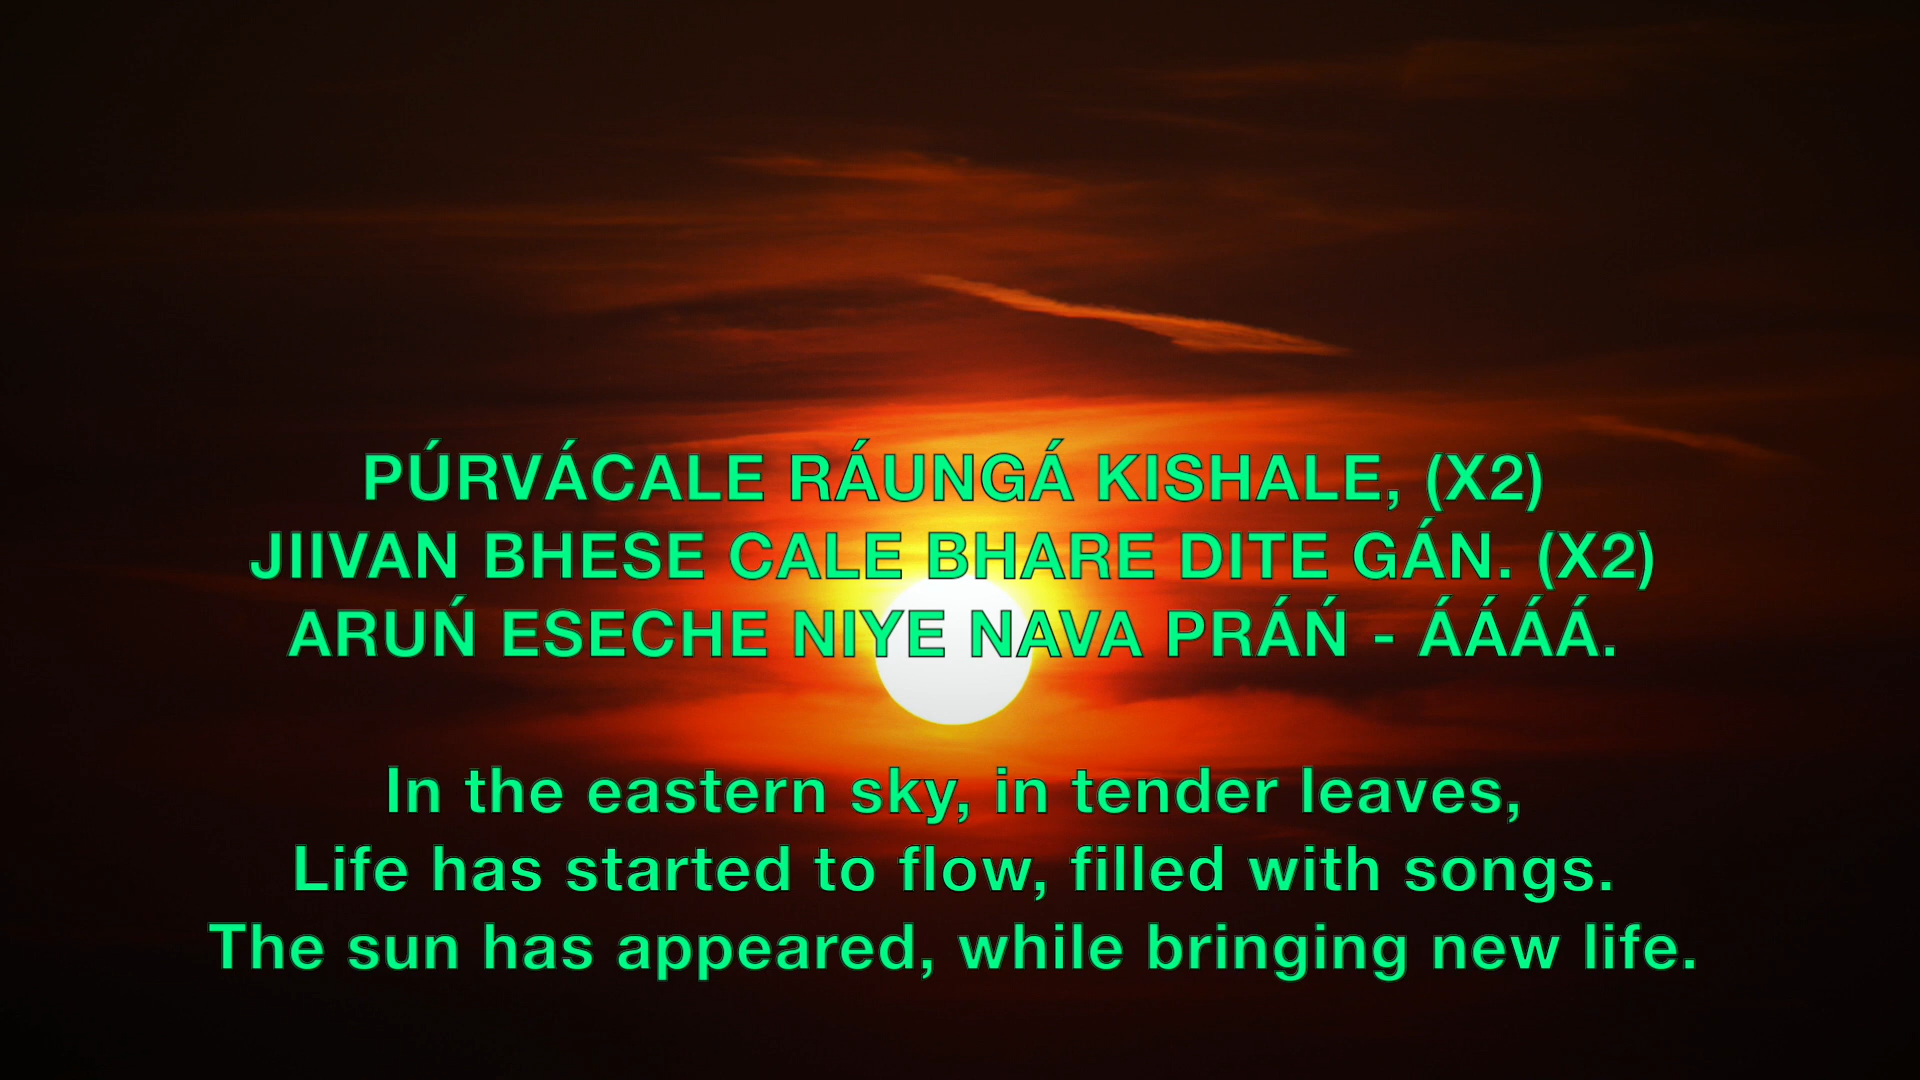 PÚRVÁCALE RÁUNGÁ KISHALE, (X2)
JIIVAN BHESE CALE BHARE DITE GÁN. (X2)
ARUŃ ESECHE NIYE NAVA PRÁŃ - ÁÁÁÁ.
In the eastern sky, in tender leaves,
Life has started to flow, filled with songs.
The sun has appeared, while bringing new life.